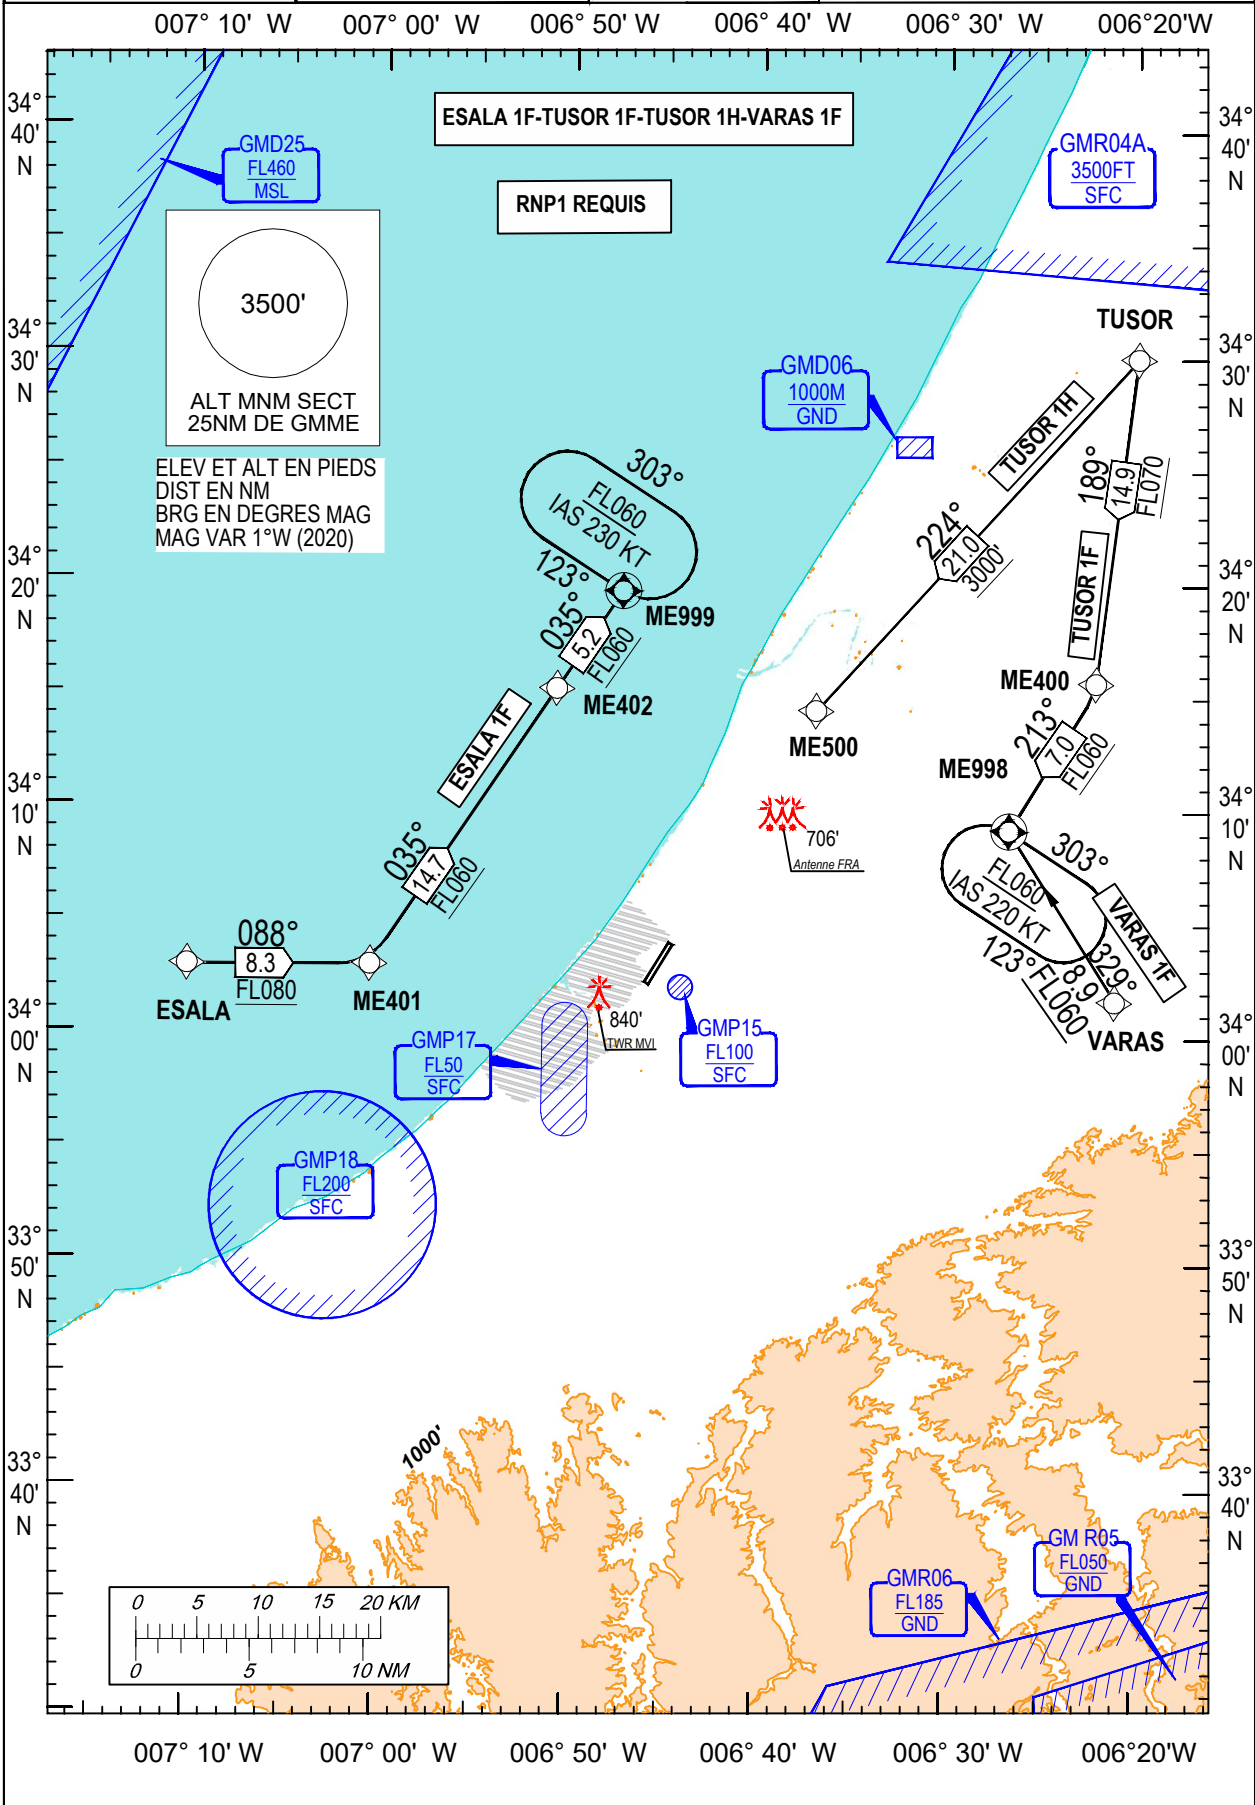 007° 10' W 007° 00' W 006° 50' W 006° 40' W 006° 30' W 006° 20'W
34°
40'
N
34°
30'
N
34°
20'
N
34°
10'
N
34°
00'
N
33°
50'
N
33°
40'
N
ESALA 1F-TUSOR 1F-TUSOR 1H-VARAS 1F
RNP1 REQUIS
GMD25
FL460
MSL
GMR04A
3500FT
SFC
3500'
ALT MNM SECT
25NM DE GMME
ELEV ET ALT EN PIEDS
DIST EN NM
BRG EN DEGRES MAG
MAG VAR 1°W (2020)
GMD06
1000M
GND
TUSOR
TUSOR 1H
224°
21.0
3000'
189°
14.9
FL070
TUSOR 1F
303°
FL060
IAS 230 KT
123°
ME999
035°
5.2
FL060
ME402
ESALA 1F
035°
14.7
FL060
088°
8.3
FL080
ESALA
ME401
ME500
ME400
213°
7.0
FL060
ME998
303°
FL060
IAS 220 KT
123°
VARAS 1F
329°
8.9
FL060
VARAS
706'
Antenne FRA
840'
TWR MVI
GMP17
FL50
SFC
GMP15
FL100
SFC
GMP18
FL200
SFC
1000'
GMR06
FL185
GND
GM R05
FL050
GND
0 5 10 15 20 KM
0 5 10 NM
34°
40'
N
34°
30'
N
34°
20'
N
34°
10'
N
34°
00'
N
33°
50'
N
33°
40'
N
007° 10' W 007° 00' W 006° 50' W 006° 40' W 006° 30' W 006° 20'W